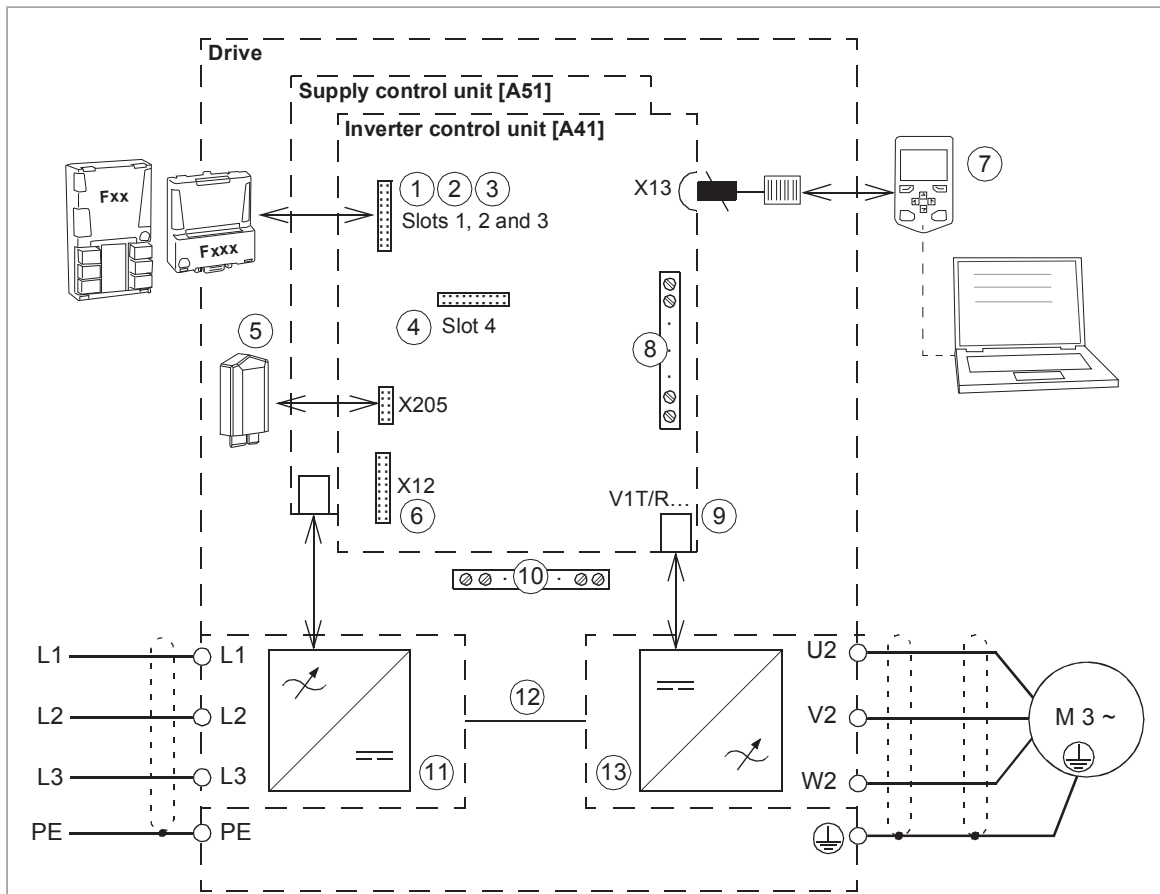 Drive
Supply control unit [A51]
Inverter control unit [A41]
Fxx
Fxxx
1 2 3
Slots 1, 2 and 3
X13
7
4 Slot 4
5
8
X205
X12
6
V1T/R...
9
10
L1 L1
L2 L2
L3 L3
PE PE
11
12
13
U2
V2
W2
M 3 ~